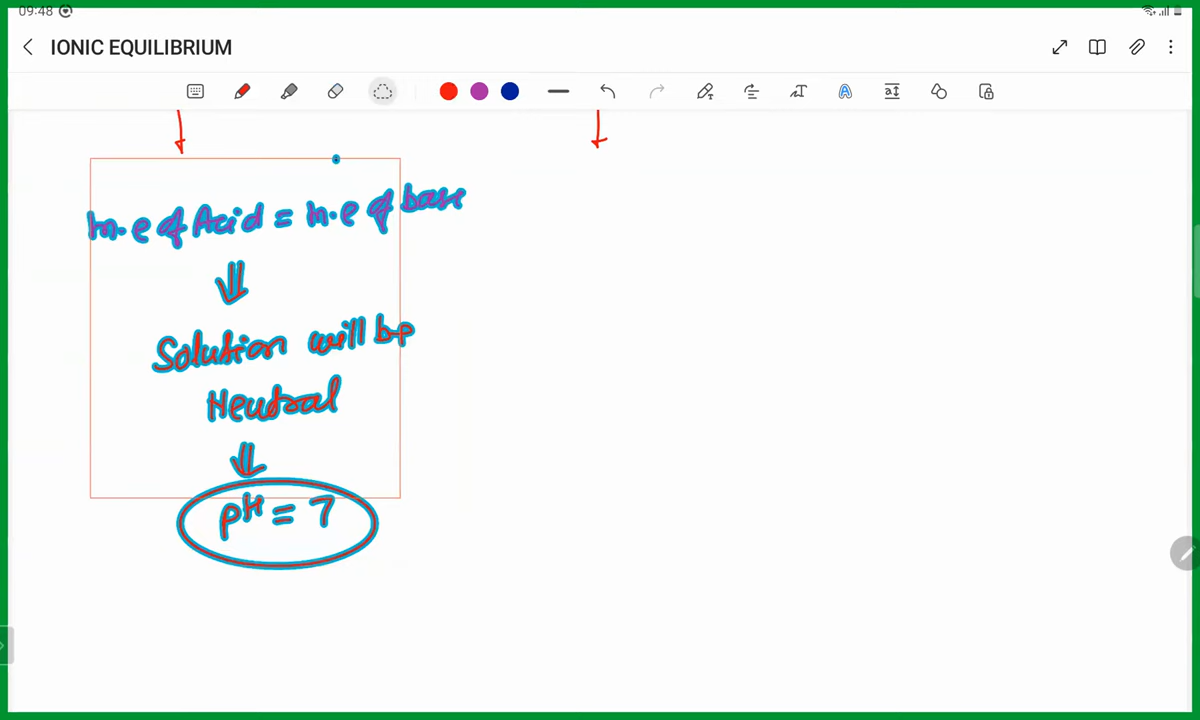 09:48
IONIC EQUILIBRIUM
m.e of Acid = m.e of base
Solution will be
Neutral
pH = 7